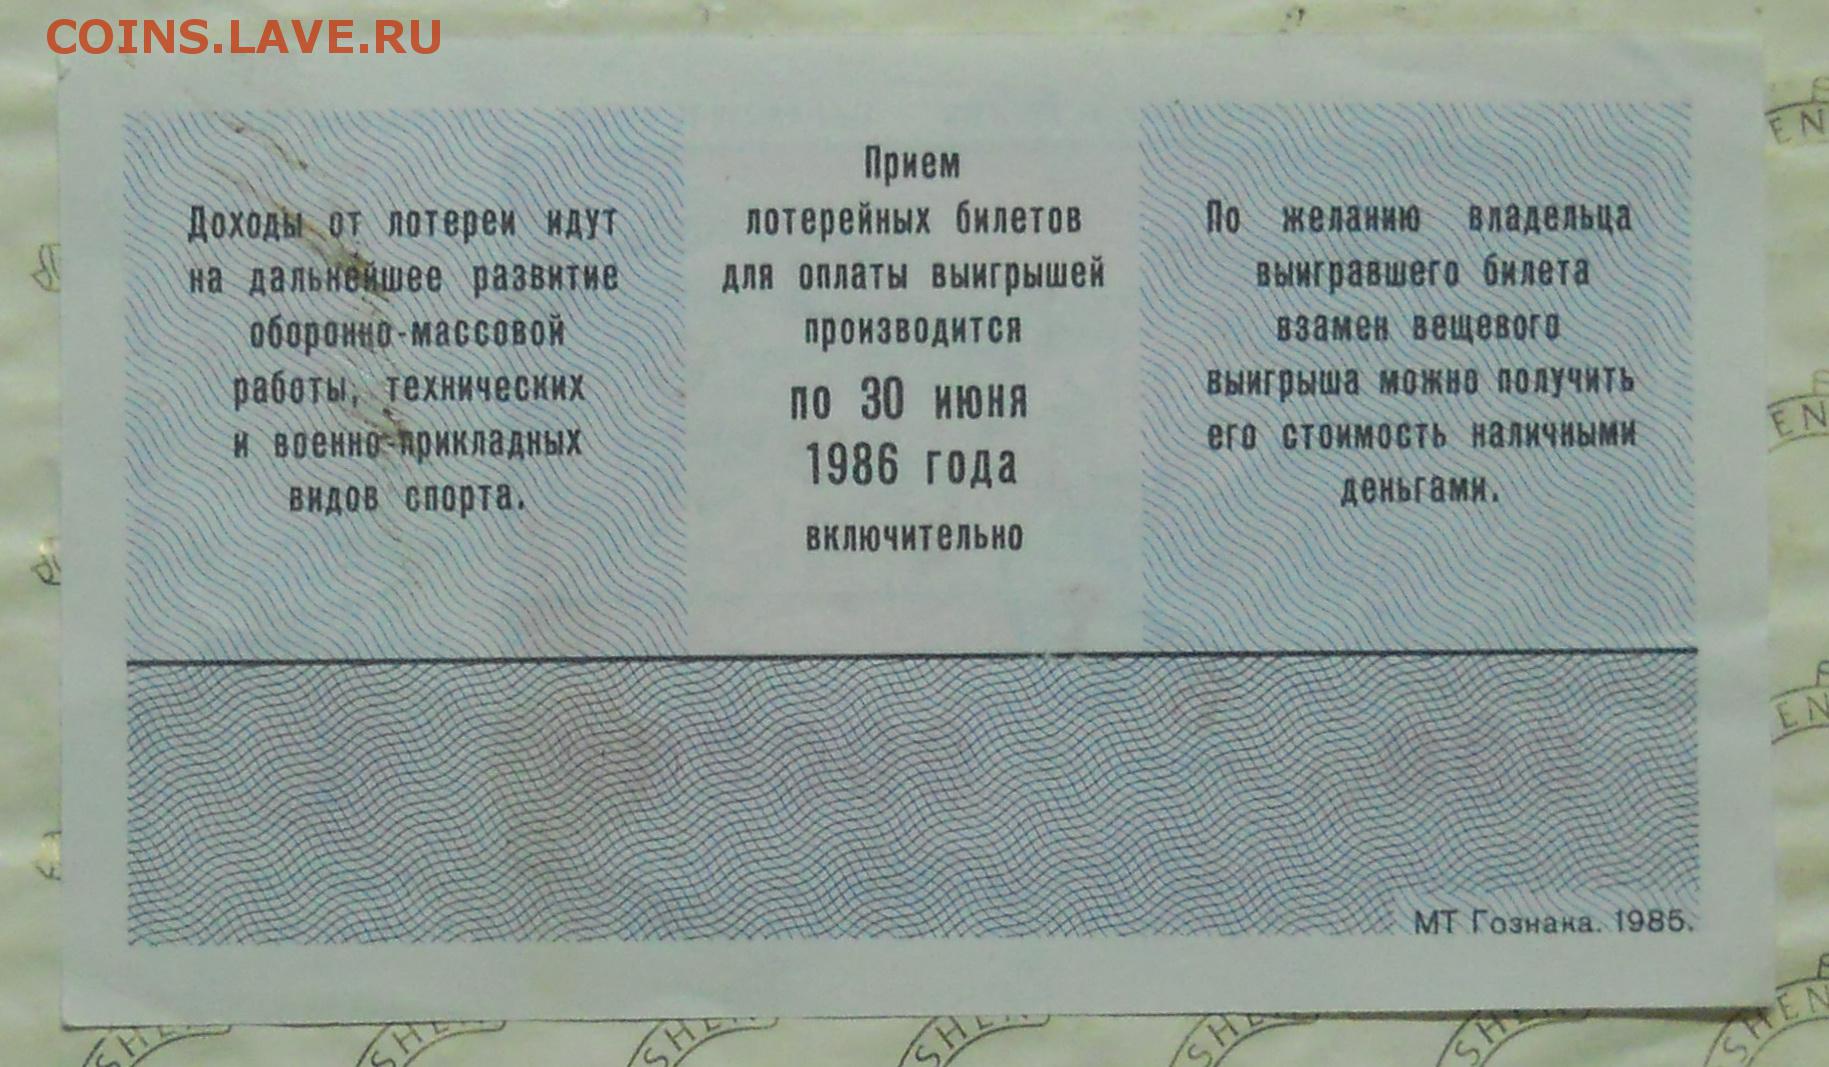 COINS.LAVE.RU
Доходы от лотереи идут
на дальнейшее развитие
оборонно-массовой
работы, технических
и военно-прикладных
видов спорта.
Прием
лотерейных билетов
для оплаты выигрышей
производится
по 30 июня
1986 года
включительно
По желанию владельца
выигравшего билета
взамен вещевого
выигрыша можно получить
его стоимость наличными
деньгами.
МТ Гознака. 1985.